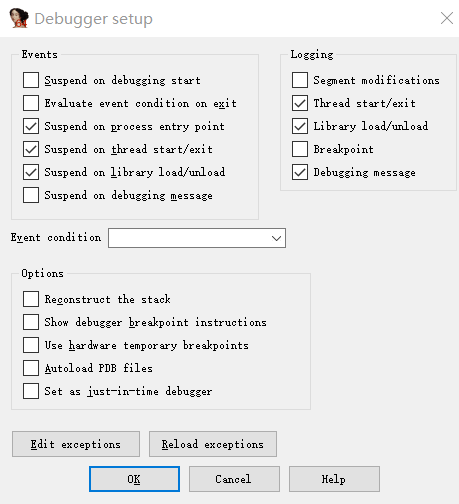 Debugger setup
Events
Suspend on debugging start
Evaluate event condition on exit
Suspend on process entry point
Suspend on thread start/exit
Suspend on library load/unload
Suspend on debugging message
Logging
Segment modifications
Thread start/exit
Library load/unload
Breakpoint
Debugging message
Event condition
Options
Reconstruct the stack
Show debugger breakpoint instructions
Use hardware temporary breakpoints
Autoload PDB files
Set as just-in-time debugger
Edit exceptions Reload exceptions
OK Cancel Help